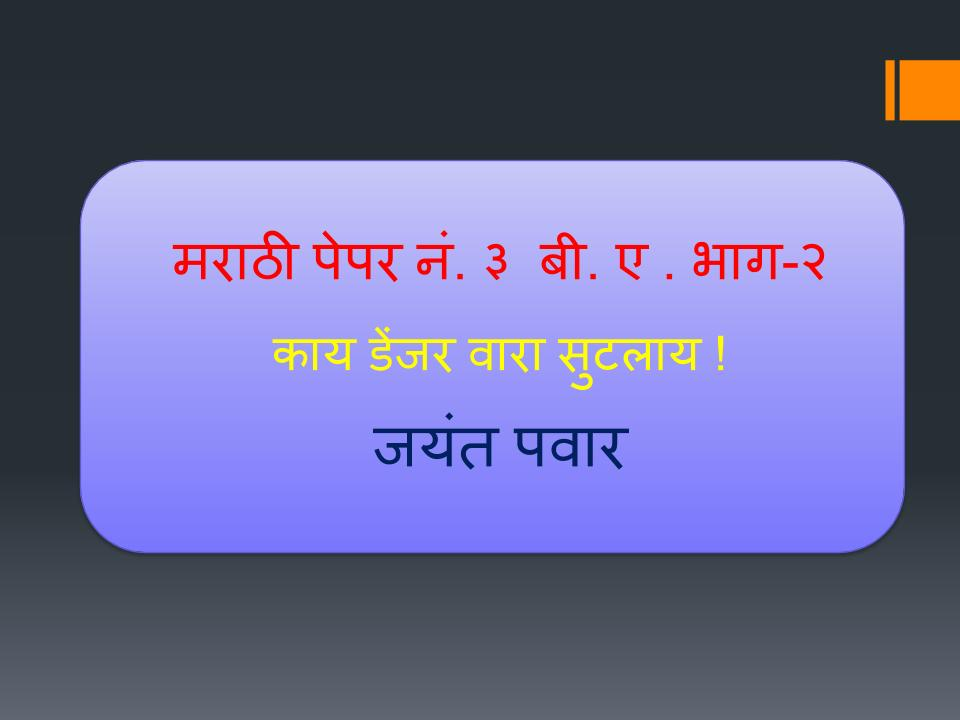 मराठी पेपर नं. ३ बी. ए . भाग-२
काय डेंजर वारा सुटलाय !
जयंत पवार